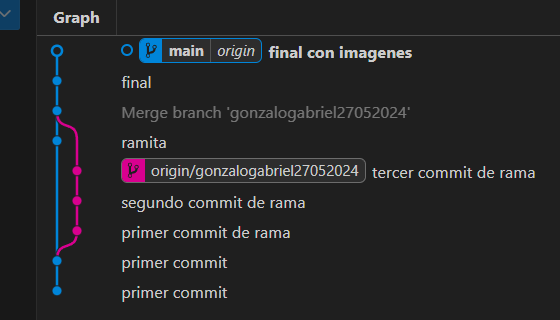 Graph
main origin final con imagenes
final
Merge branch 'gonzalogabriel27052024'
ramita
origin/gonzalogabriel27052024 tercer commit de rama
segundo commit de rama
primer commit de rama
primer commit
primer commit